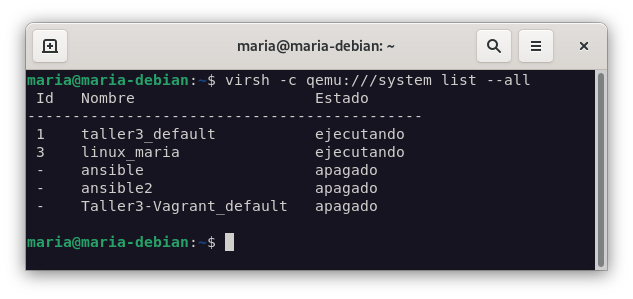 maria@maria-debian: ~
maria@maria-debian:~$ virsh -c qemu:///system list --all
 Id   Nombre                    Estado
--------------------------------------------
 1    taller3_default           ejecutando
 3    linux_maria               ejecutando
 -    ansible                   apagado
 -    ansible2                  apagado
 -    Taller3-Vagrant_default   apagado
maria@maria-debian:~$